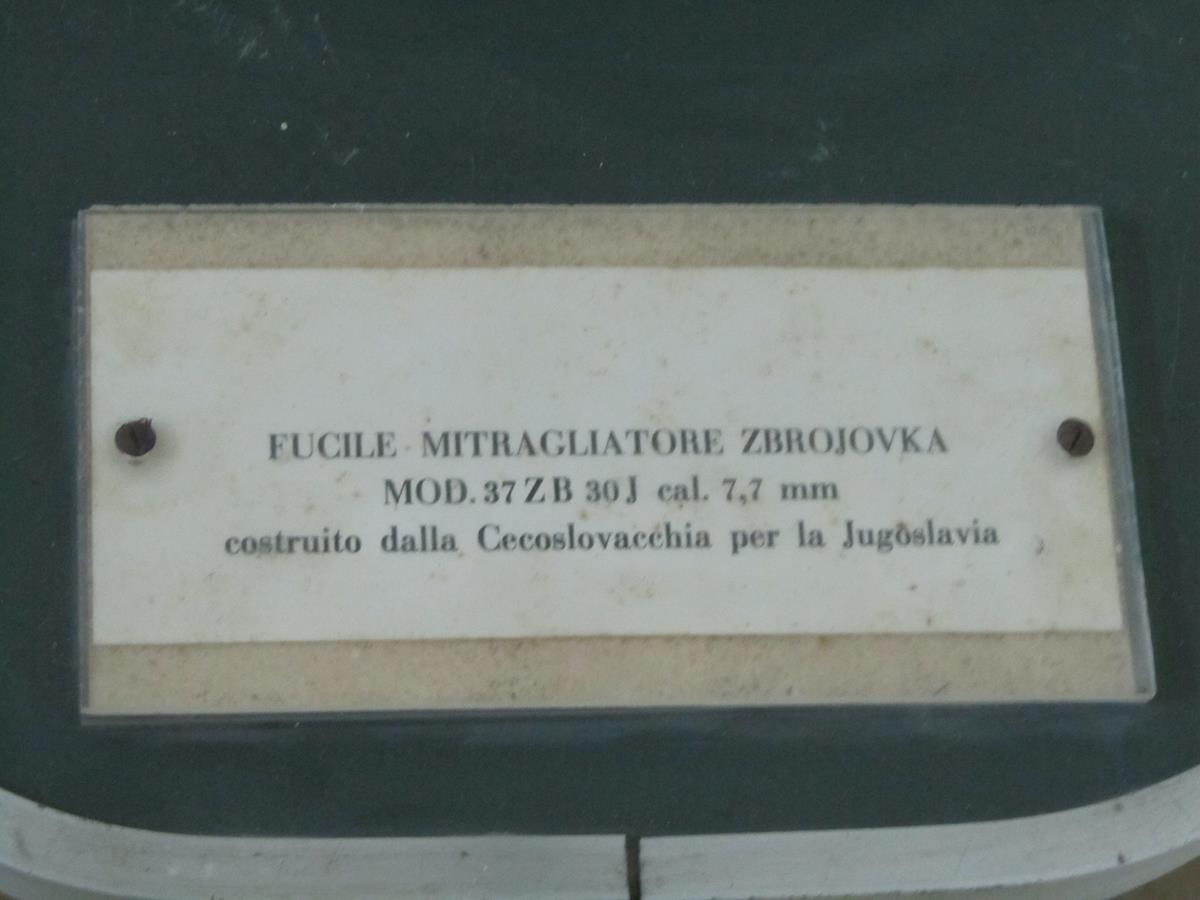 FUCILE MITRAGLIATORE ZBROJOVKA
MOD. 37 ZB 30 J cal. 7,7 mm
costruito dalla Cecoslovacchia per la Jugoslavia